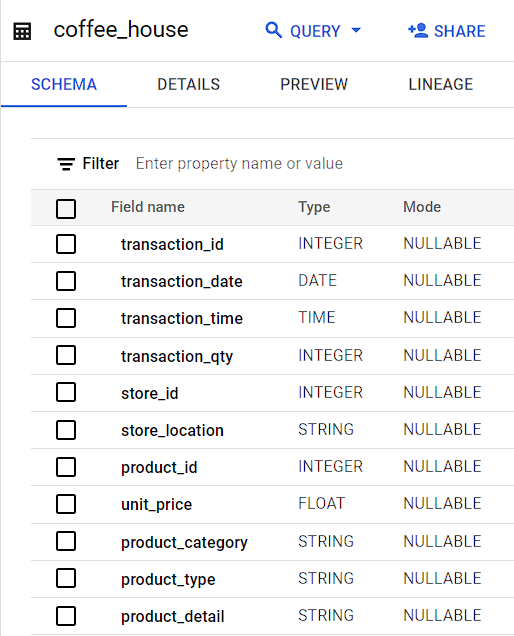 coffee_house QUERY SHARE
SCHEMA DETAILS PREVIEW LINEAGE
Filter Enter property name or value
Field name Type Mode
transaction_id INTEGER NULLABLE
transaction_date DATE NULLABLE
transaction_time TIME NULLABLE
transaction_qty INTEGER NULLABLE
store_id INTEGER NULLABLE
store_location STRING NULLABLE
product_id INTEGER NULLABLE
unit_price FLOAT NULLABLE
product_category STRING NULLABLE
product_type STRING NULLABLE
product_detail STRING NULLABLE